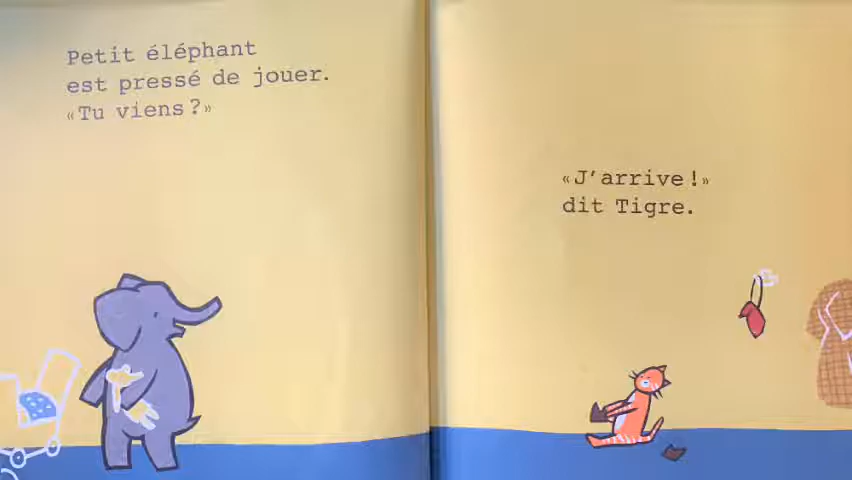 Petit éléphant
est pressé de jouer.
«Tu viens ?»
«J'arrive !»
dit Tigre.